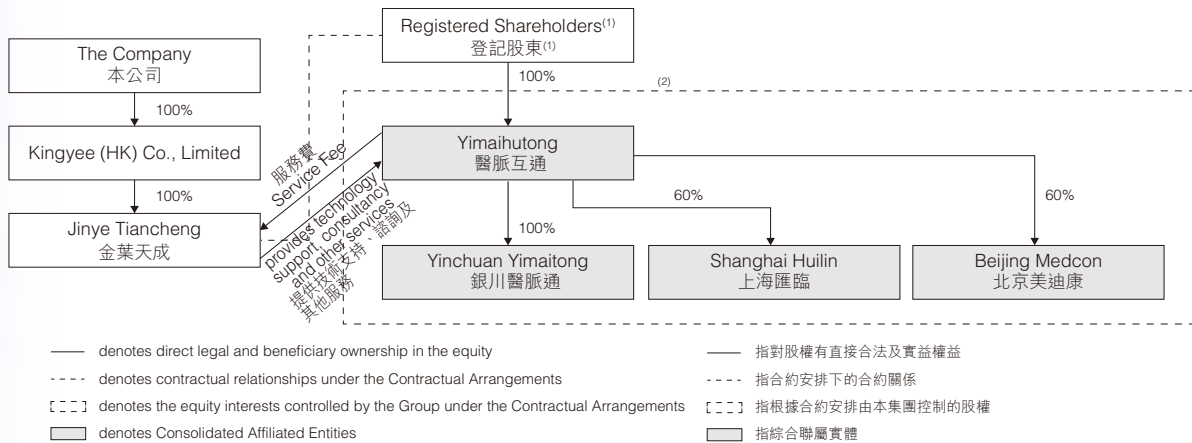 Registered Shareholders(1)
登記股東(1)
The Company
本公司
100%
100%
(2)
Kingyee (HK) Co., Limited
100%
Yimaihutong
醫脈互通
服務費
Service Fee
60%
60%
Jinye Tiancheng
金葉天成
provides technology
support, consultancy
and other services
提供技術支持、諮詢及
其他服務
100%
Yinchuan Yimaitong
銀川醫脈通
Shanghai Huilin
上海匯臨
Beijing Medcon
北京美迪康
denotes direct legal and beneficiary ownership in the equity
指對股權有直接合法及實益權益
denotes contractual relationships under the Contractual Arrangements
指合約安排下的合約關係
denotes the equity interests controlled by the Group under the Contractual Arrangements
指根據合約安排由本集團控制的股權
denotes Consolidated Affiliated Entities
指綜合聯屬實體